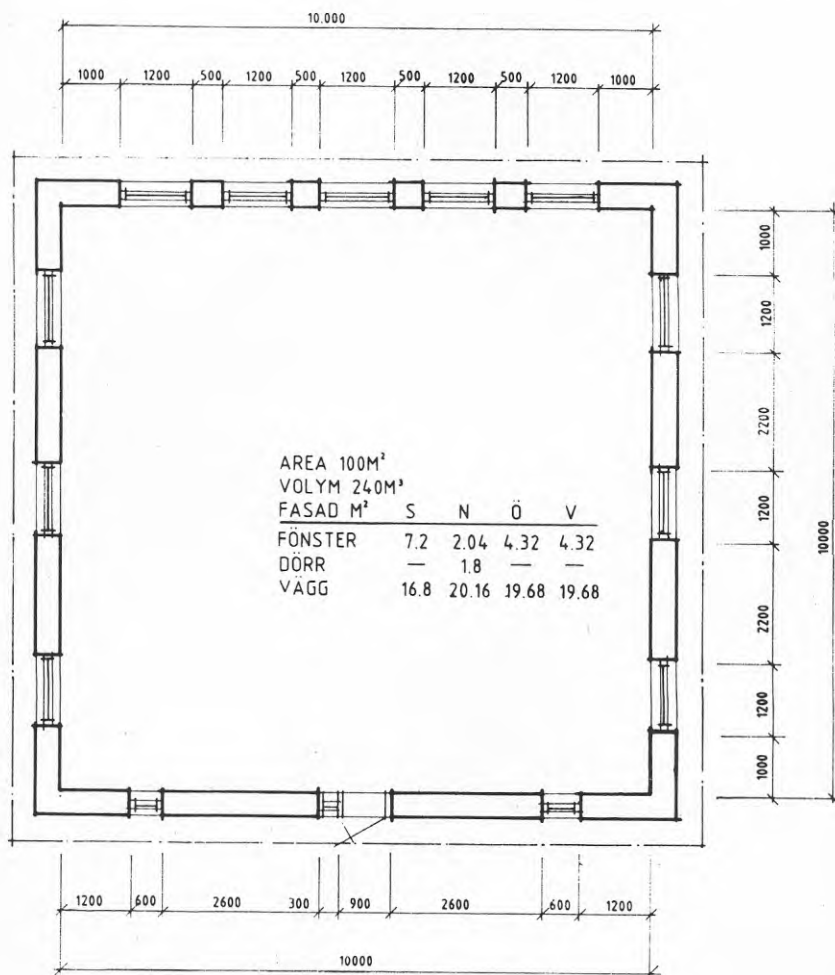 10.000
1000 1200 500 1200 500 1200 500 1200 500 1200 1000
1000
1200
2200
1200
2200
1200
1000
10000
AREA 100M²
VOLYM 240M³
FASAD M² S N Ö V
FÖNSTER 7.2 2.04 4.32 4.32
DÖRR — 1.8 — —
VÄGG 16.8 20.16 19.68 19.68
1200 600 2600 300 900 2600 600 1200
10000